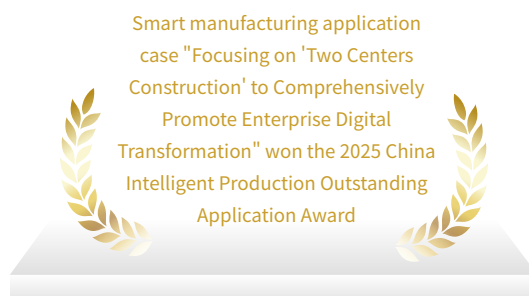 Smart manufacturing application
case "Focusing on 'Two Centers
Construction' to Comprehensively
Promote Enterprise Digital
Transformation" won the 2025 China
Intelligent Production Outstanding
Application Award